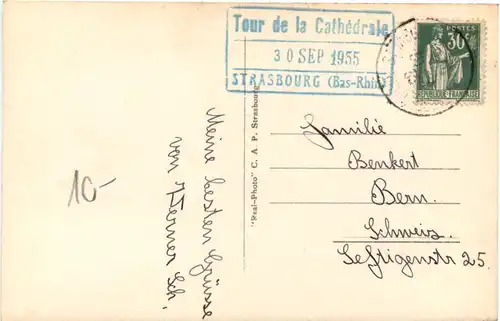 Tour de la Cathédrale
30 SEP 1955
STRASBOURG (Bas-Rhin)
POSTES
30
REPUBLIQUE FRANÇAISE
Meine besten Grüsse
von Werner Sch,
"Real-Photo" C. A. P. Strasbourg
Familie
Benkert
Bern.
Schweiz.
Seftigenstr 25.
10-